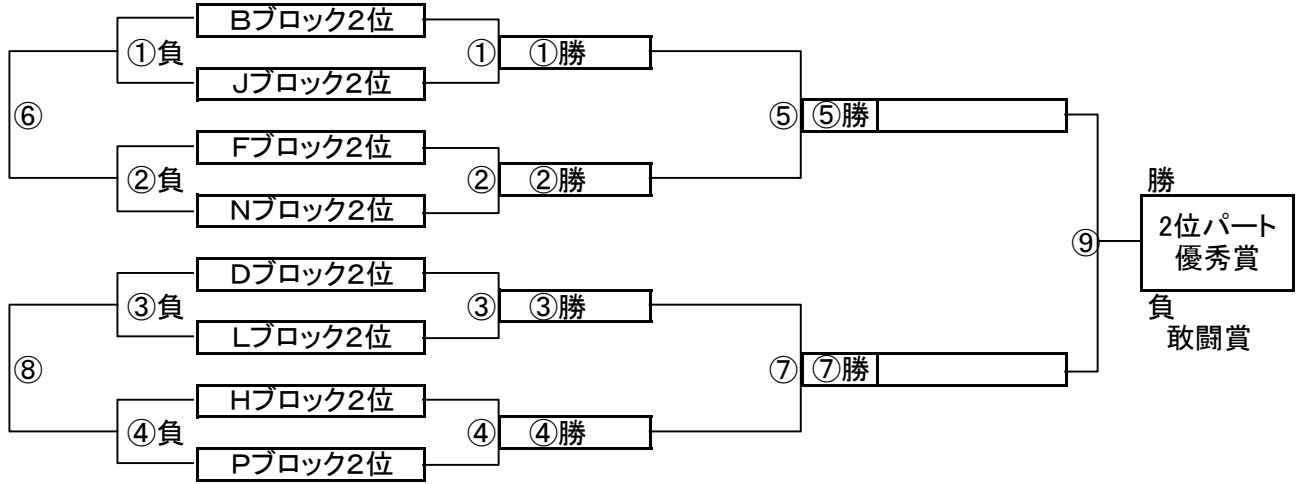 Bブロック2位
①負
①
①勝
Jブロック2位
⑥
⑤
⑤勝
Fブロック2位
②負
②
②勝
Nブロック2位
勝
2位パート
優秀賞
⑨
Dブロック2位
③負
③
③勝
負
敢闘賞
Lブロック2位
⑧
⑦
⑦勝
Hブロック2位
④負
④
④勝
Pブロック2位